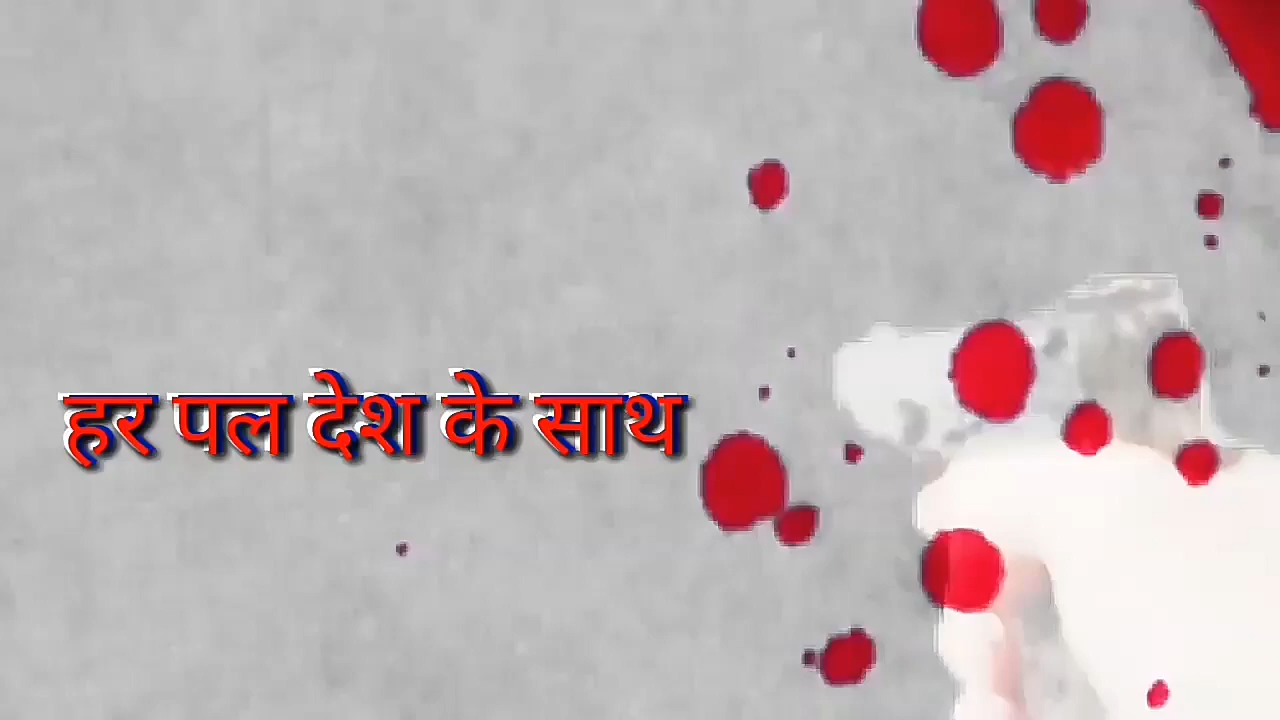 हर पल देश के साथ